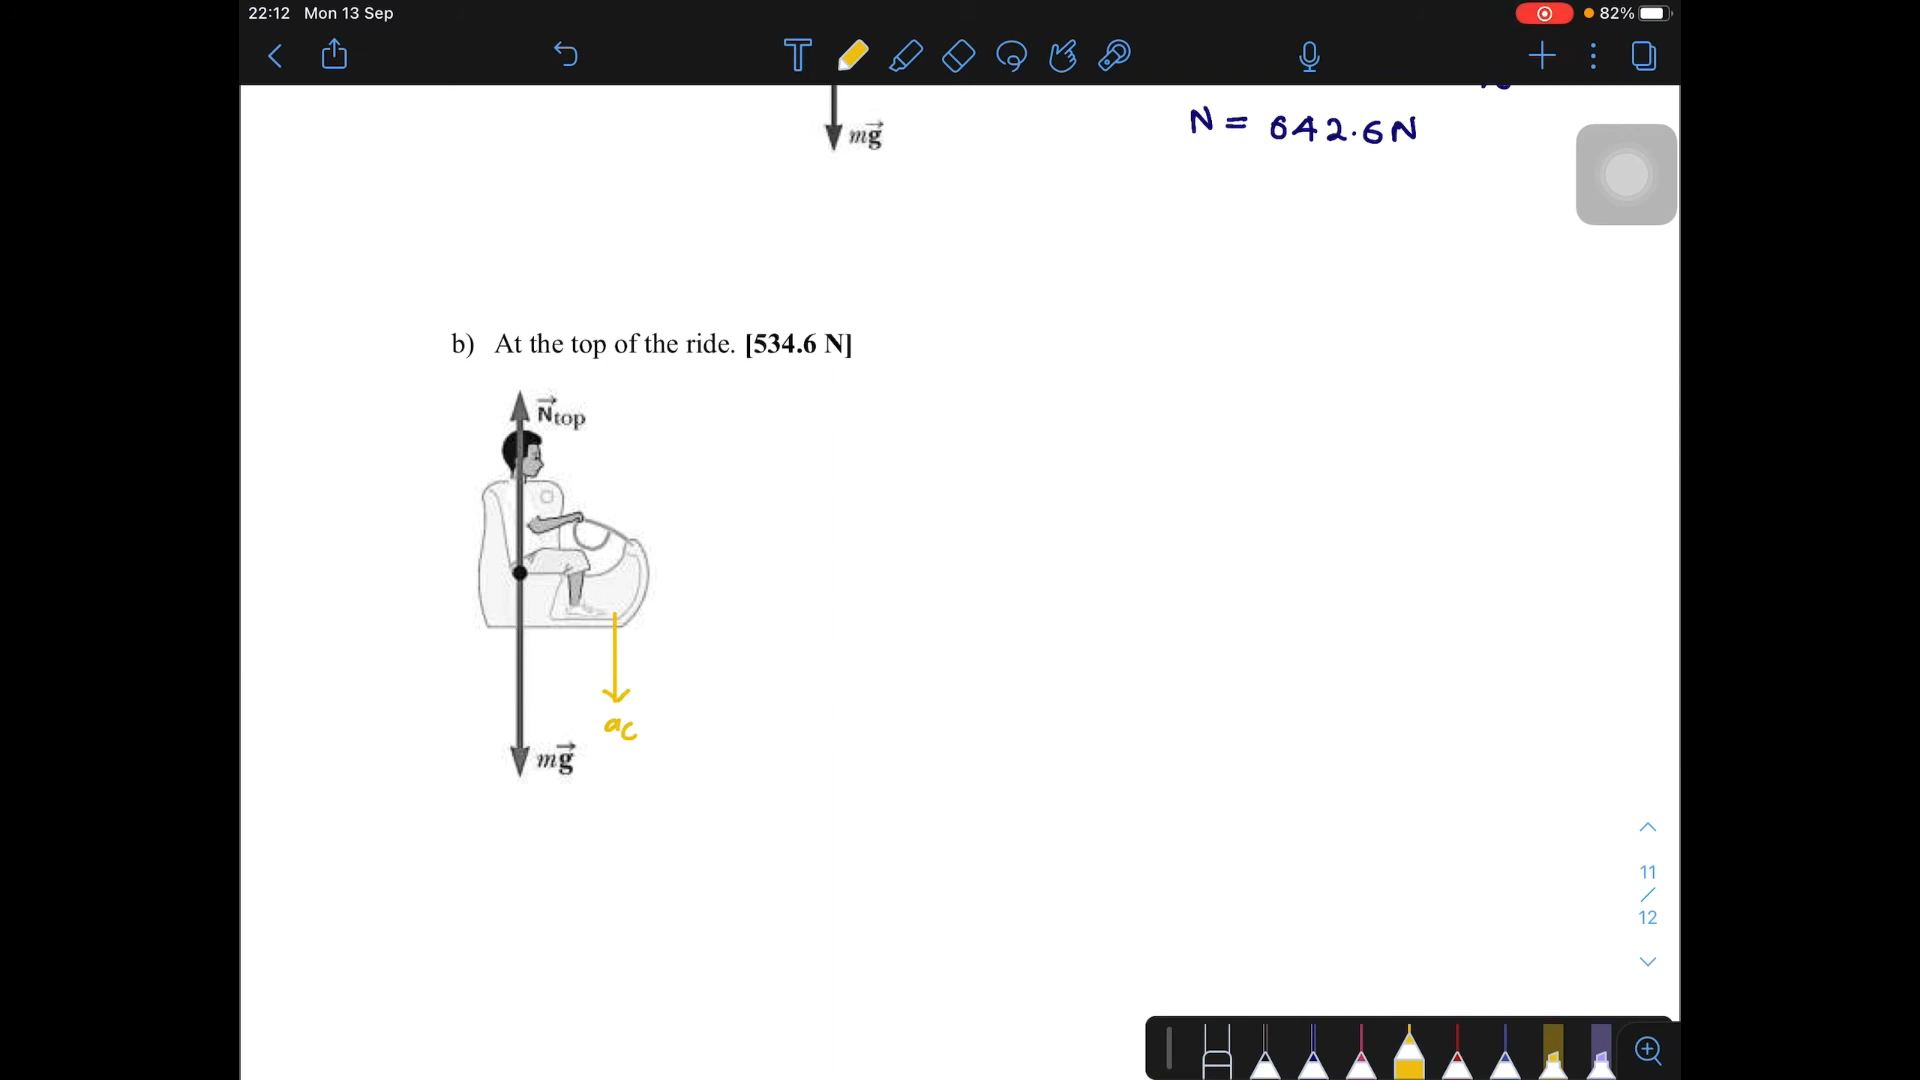 22:12 Mon 13 Sep
82%
mg
N = 642.6N
b) At the top of the ride. [534.6 N]
Ntop
ac
mg
11
/
12